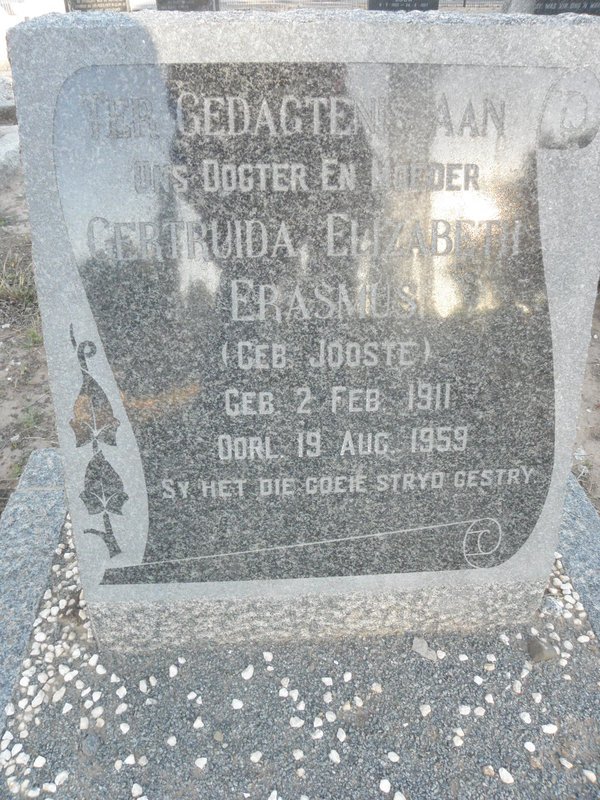 TER GEDAGTENIS AAN
ONS DOGTER EN MOEDER
GERTRUIDA ELIZABETH
ERASMUS
(GEB. JOOSTE)
GEB. 2 FEB. 1911
OORL. 19 AUG. 1959
SY HET DIE GOEIE STRYD GESTRY.